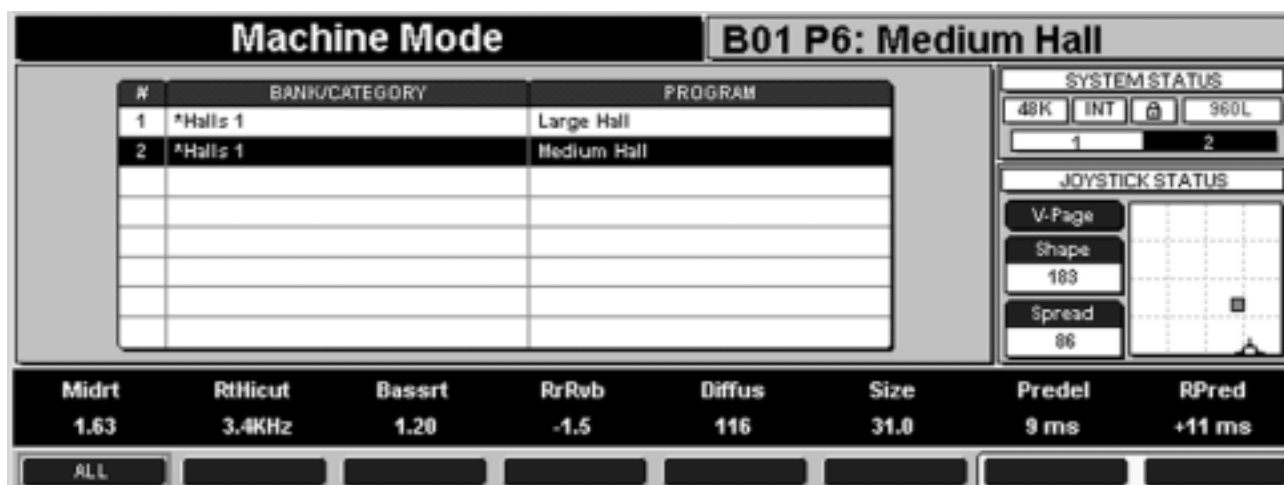 Machine Mode
B01 P6: Medium Hall
# BANK/CATEGORY PROGRAM
1 *Halls 1 Large Hall
2 *Halls 1 Medium Hall
SYSTEM STATUS
48K INT 960L
1 2
JOYSTICK STATUS
V-Page
Shape
183
Spread
86
Midrt RtHicut Bassrt RrRvb Diffus Size Predel RPred
1.63 3.4KHz 1.20 -1.5 116 31.0 9 ms +11 ms
ALL